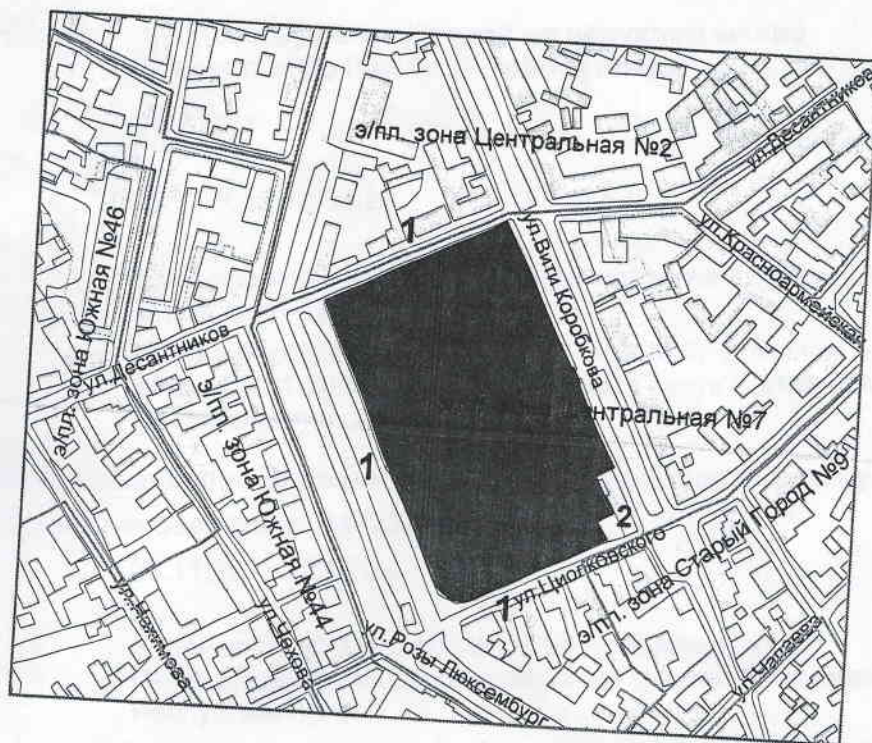 э/пл. зона Центральная №2
ул.Десантников
1
ул.Вити Коробкова
ул.Красноармейская
э/пл. зона Южная №46
ул.Десантников
э/пл. зона Южная №44
Центральная №7
1
2
ул.Циолковского
э/пл. зона Старый Город №9
1
ул.Нахимова
ул.Чехова
ул.Розы Люксембург
ул.Чапаева